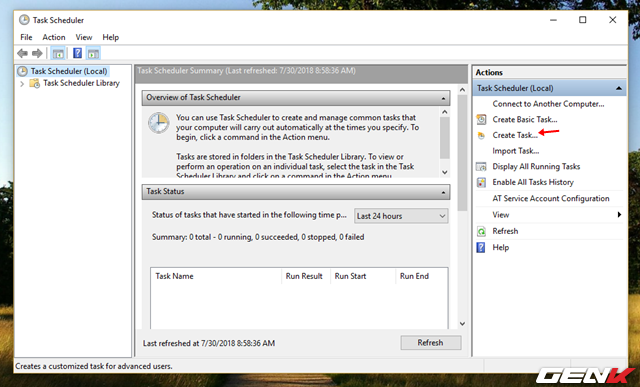 Task Scheduler
File Action View Help
Task Scheduler (Local)
Task Scheduler Library
Task Scheduler Summary (Last refreshed: 7/30/2018 8:58:36 AM)
Overview of Task Scheduler
You can use Task Scheduler to create and manage common tasks that
your computer will carry out automatically at the times you specify. To
begin, click a command in the Action menu.
Tasks are stored in folders in the Task Scheduler Library. To view or
perform an operation on an individual task, select the task in the Task
Scheduler Library and click on a command in the Action menu.
Task Status
Status of tasks that have started in the following time p... Last 24 hours
Summary: 0 total - 0 running, 0 succeeded, 0 stopped, 0 failed
Task Name Run Result Run Start Run End
Last refreshed at 7/30/2018 8:58:36 AM Refresh
Actions
Task Scheduler (Local)
Connect to Another Computer...
Create Basic Task...
Create Task...
Import Task...
Display All Running Tasks
Enable All Tasks History
AT Service Account Configuration
View
Refresh
Help
Creates a customized task for advanced users.
GENK